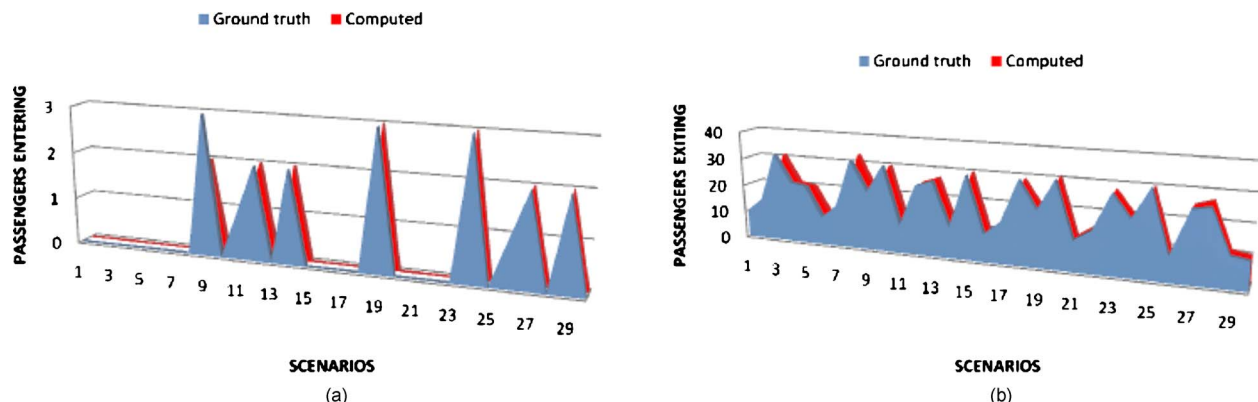 Ground truth Computed
PASSENGERS ENTERING
3
2
1
0
1 3 5 7 9 11 13 15 17 19 21 23 25 27 29
SCENARIOS
(a)
Ground truth Computed
PASSENGERS EXITING
40
30
20
10
0
1 3 5 7 9 11 13 15 17 19 21 23 25 27 29
SCENARIOS
(b)